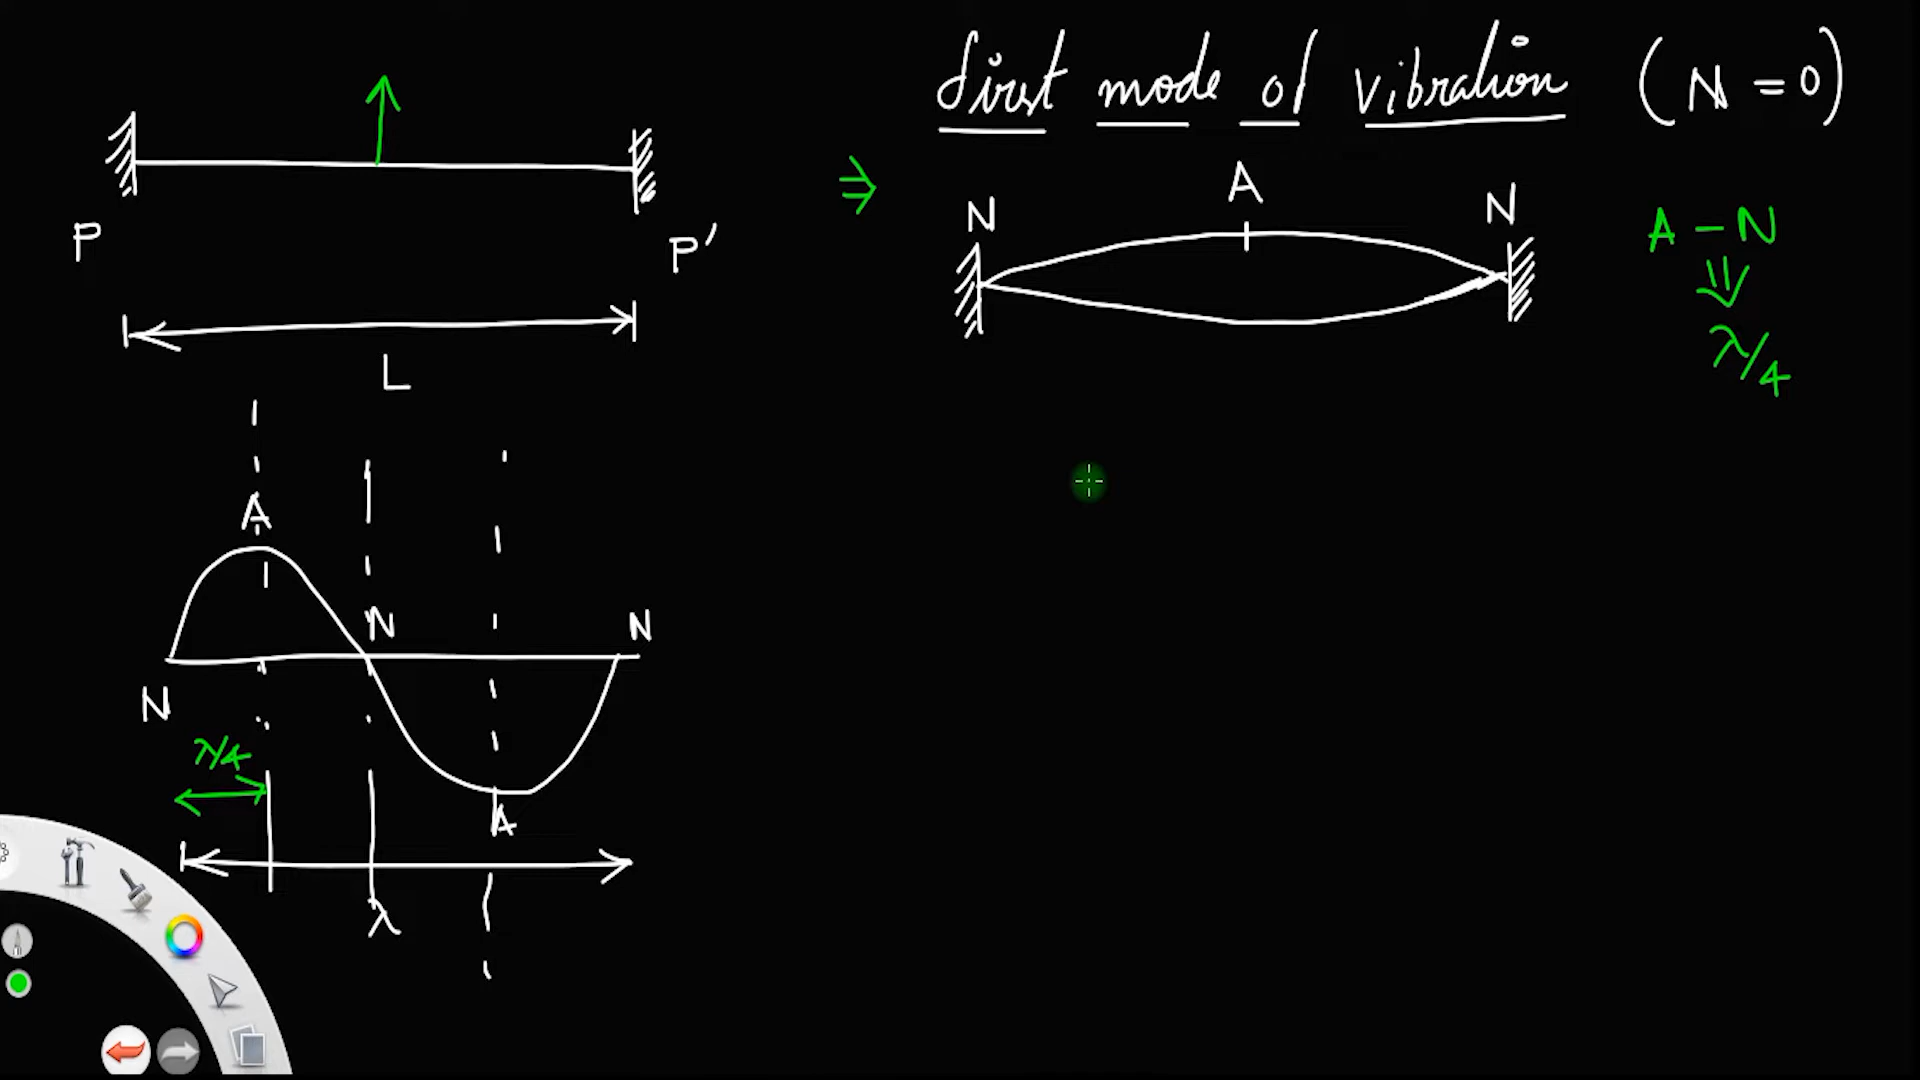 first mode of vibration (N = 0)
P
P'
L
N
A
N
A - N
λ/4
A
N
N
N
λ/4
A
λ